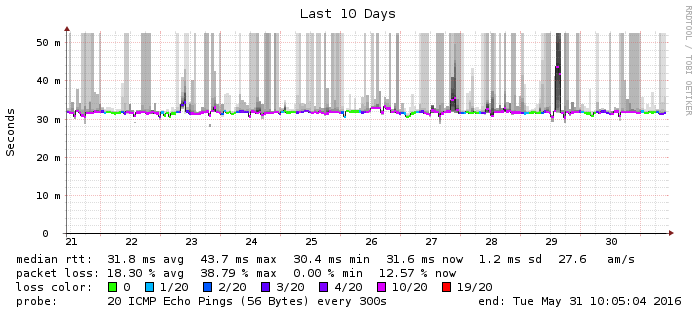 Last 10 Days
RRDTOOL / TOBI OETIKER
Seconds
50 m
40 m
30 m
20 m
10 m
0
21 22 23 24 25 26 27 28 29 30
median rtt: 31.8 ms avg 43.7 ms max 30.4 ms min 31.6 ms now 1.2 ms sd 27.6 am/s
packet loss: 18.30 % avg 38.79 % max 0.00 % min 12.57 % now
loss color: 0 1/20 2/20 3/20 4/20 10/20 19/20
probe: 20 ICMP Echo Pings (56 Bytes) every 300s end: Tue May 31 10:05:04 2016